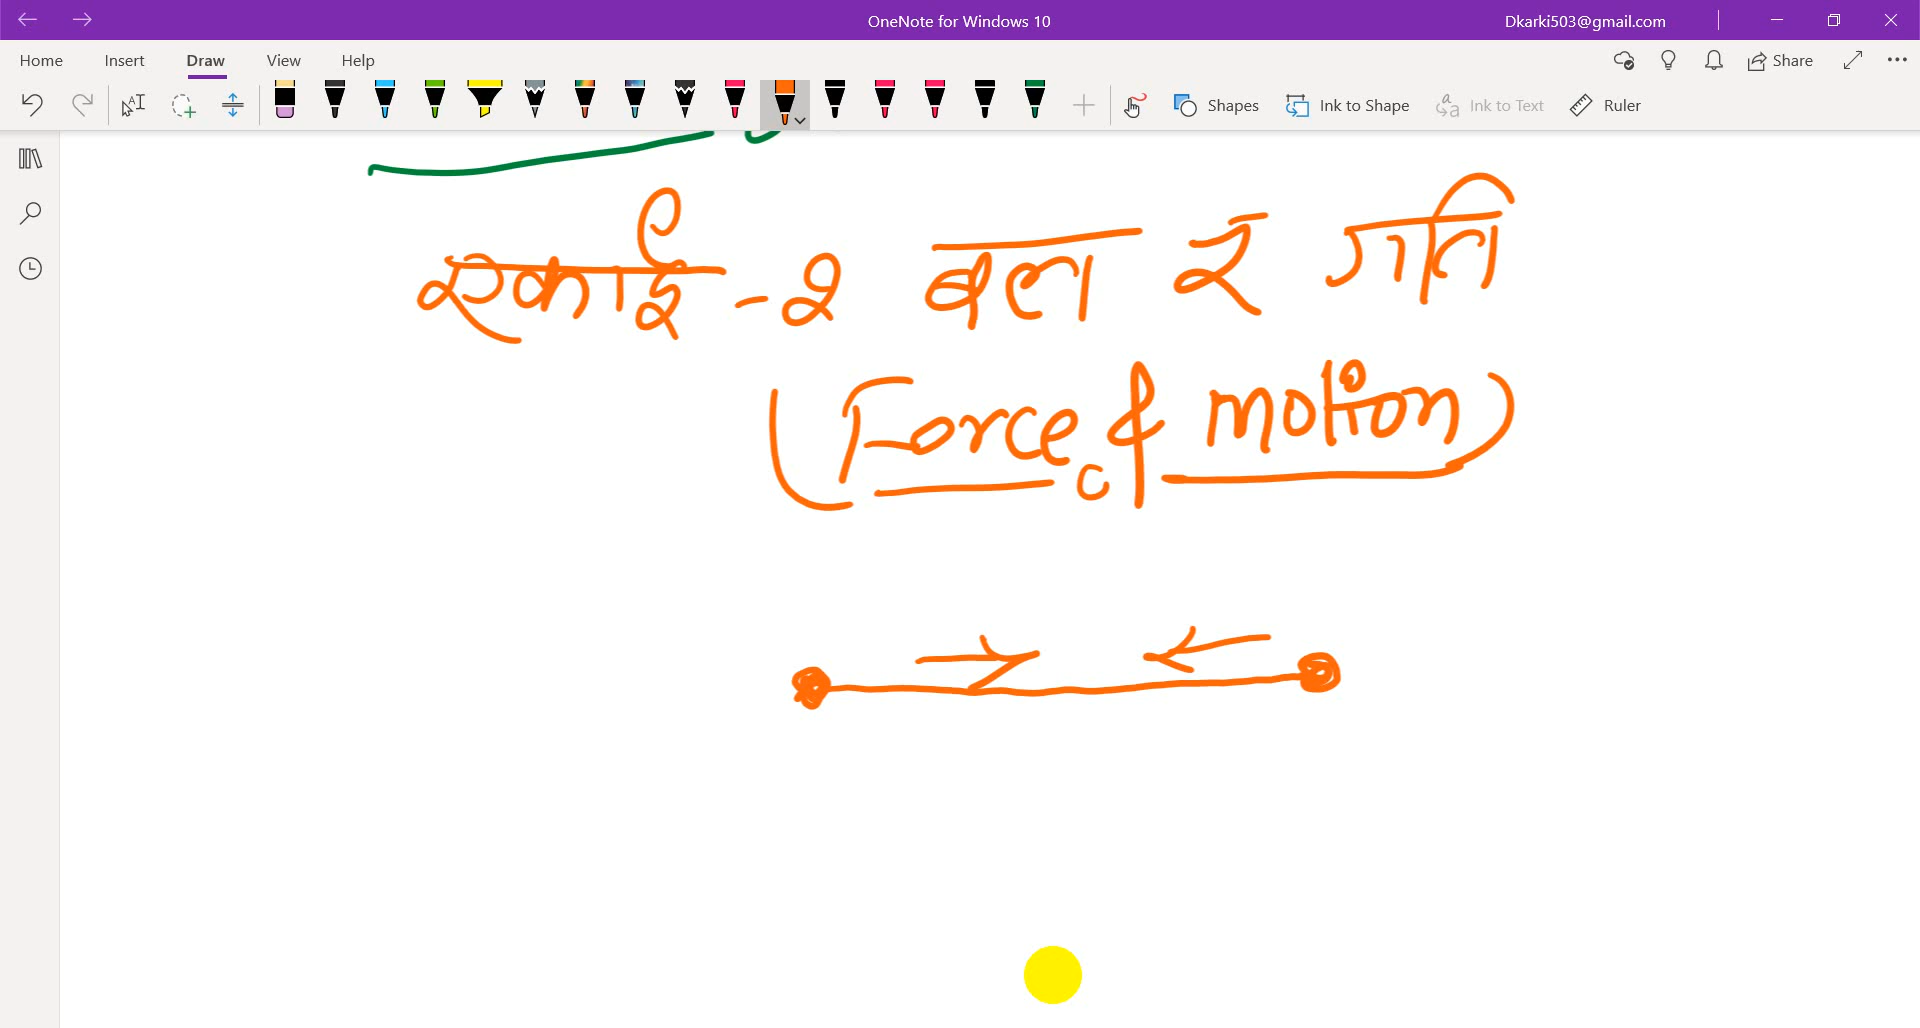 OneNote for Windows 10
Dkarki503@gmail.com
Home Insert Draw View Help
Share
Shapes Ink to Shape Ink to Text Ruler
एकाई -२ बल र गति
(Force & motion)